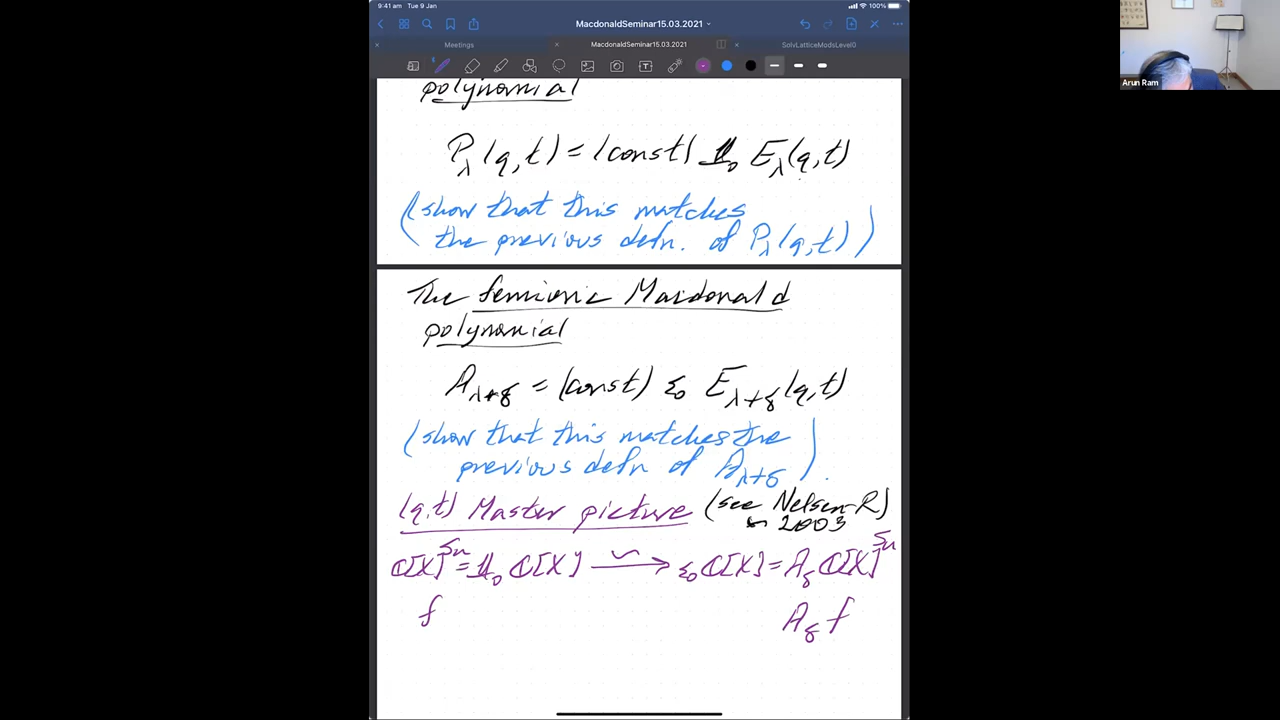 9:41 am Tue 9 Jan
100%
MacdonaldSeminar15.03.2021
Meetings
MacdonaldSeminar15.03.2021
SolvLatticeModsLevel0
Arun Ram
polynomial
P_λ(q,t) = (const) 𝟙_0 E_λ(q,t)
(show that this matches
the previous defn. of P_λ(q,t))
The fermionic Macdonald
polynomial
A_{λ+δ} = (const) ε_0 E_{λ+δ}(q,t)
(show that this matches the
previous defn of A_{λ+δ}).
(q,t) Master picture (see Nelsen-R)
2003
ℂ[X]^{S_n} = 𝟙_0 ℂ[X] ⟶ ε_0 ℂ[X] = A_δ ℂ[X]^{S_n}
f A_δ f